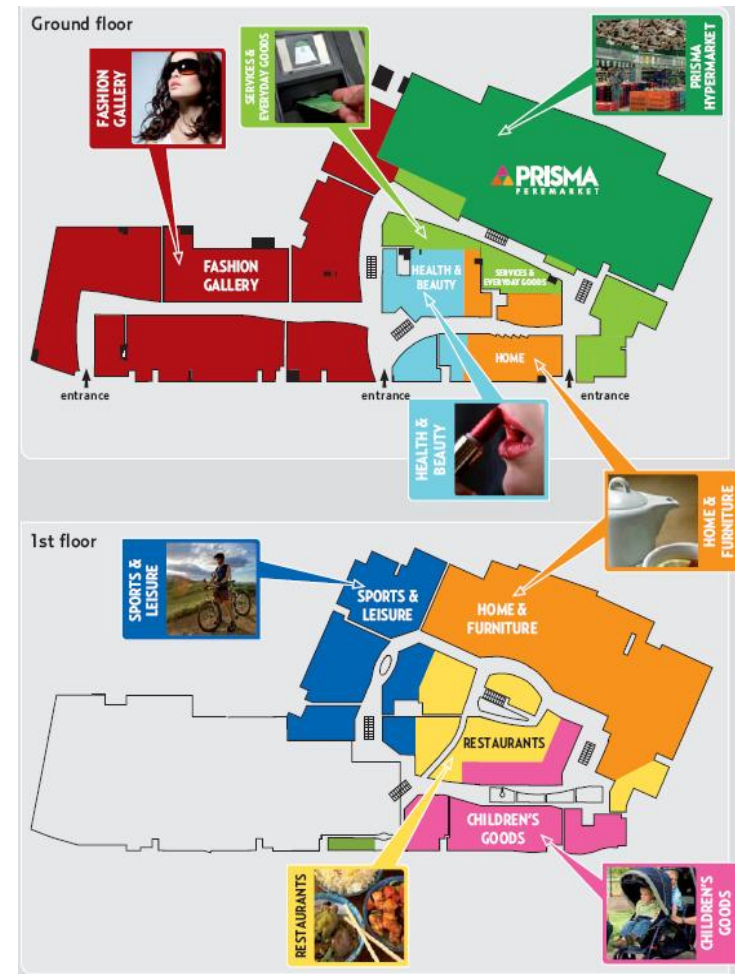 Ground floor
FASHION
GALLERY
SERVICES &
EVERYDAY GOODS
PRISMA
HYPERMARKET
PRISMA
PEREMARKET
FASHION
GALLERY
HEALTH &
BEAUTY
SERVICES &
EVERYDAY GOODS
HOME
entrance
entrance
entrance
HEALTH &
BEAUTY
HOME &
FURNITURE
1st floor
SPORTS &
LEISURE
SPORTS &
LEISURE
HOME &
FURNITURE
RESTAURANTS
CHILDREN'S
GOODS
RESTAURANTS
CHILDREN'S
GOODS